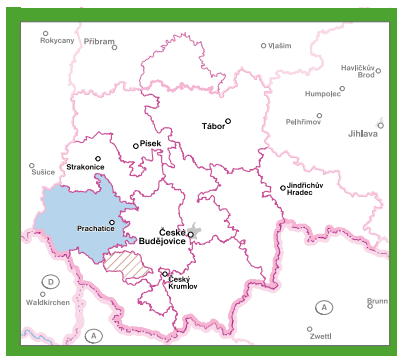 Rokycany
Příbram
Vlašim
Havlíčkův
Brod
Humpolec
Pelhřimov
Jihlava
Tábor
Písek
Strakonice
Sušice
Jindřichův
Hradec
Prachatice
České
Budějovice
Český
Krumlov
D
Waldkirchen
A
A
Brunn
Zwettl